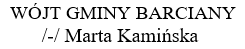 WÓJT GMINY BARCIANY
/-/ Marta Kamińska